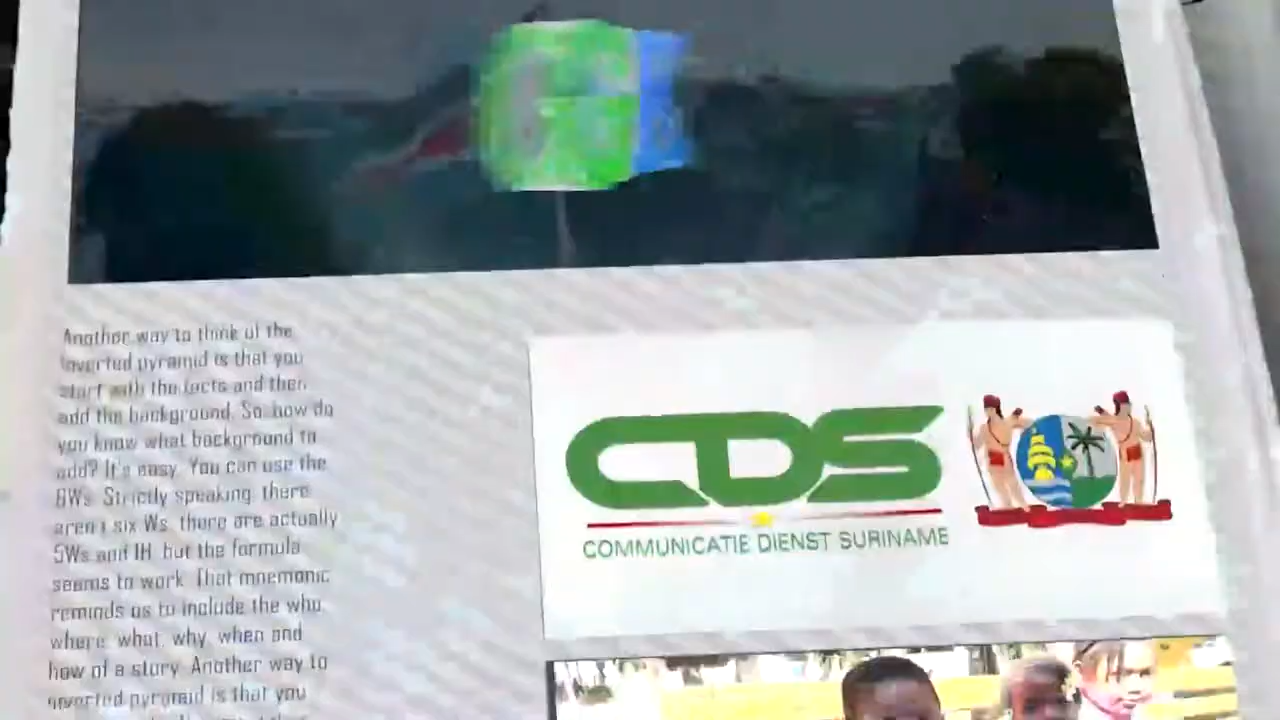 Another way to think of the
inverted pyramid is that you
start with the facts and then
add the background. So, how do
you know what background to
add? It's easy. You can use the
6Ws. Strictly speaking, there
aren't six Ws, there are actually
5Ws and 1H, but the formula
seems to work. That mnemonic
reminds us to include the who,
where, what, why, when and
how of a story. Another way to
inverted pyramid is that you
CDS
COMMUNICATIE DIENST SURINAME